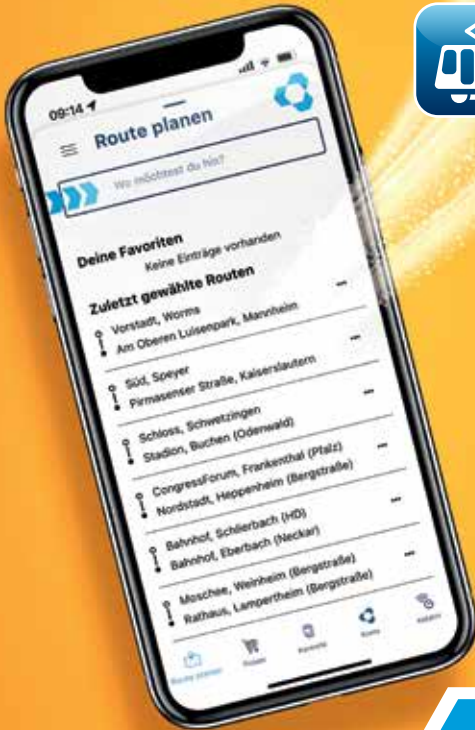 09:14
Route planen
Wo möchtest du hin?
Deine Favoriten
Keine Einträge vorhanden
Zuletzt gewählte Routen
Vorstadt, Worms
Am Oberen Luisenpark, Mannheim
Süd, Speyer
Pirmasenser Straße, Kaiserslautern
Schloss, Schwetzingen
Stadion, Buchen (Odenwald)
CongressForum, Frankenthal (Pfalz)
Nordstadt, Heppenheim (Bergstraße)
Bahnhof, Schlierbach (HD)
Bahnhof, Eberbach (Neckar)
Moschee, Weinheim (Bergstraße)
Rathaus, Lampertheim (Bergstraße)
Route planen
Tickets
Konto
Abfahrt